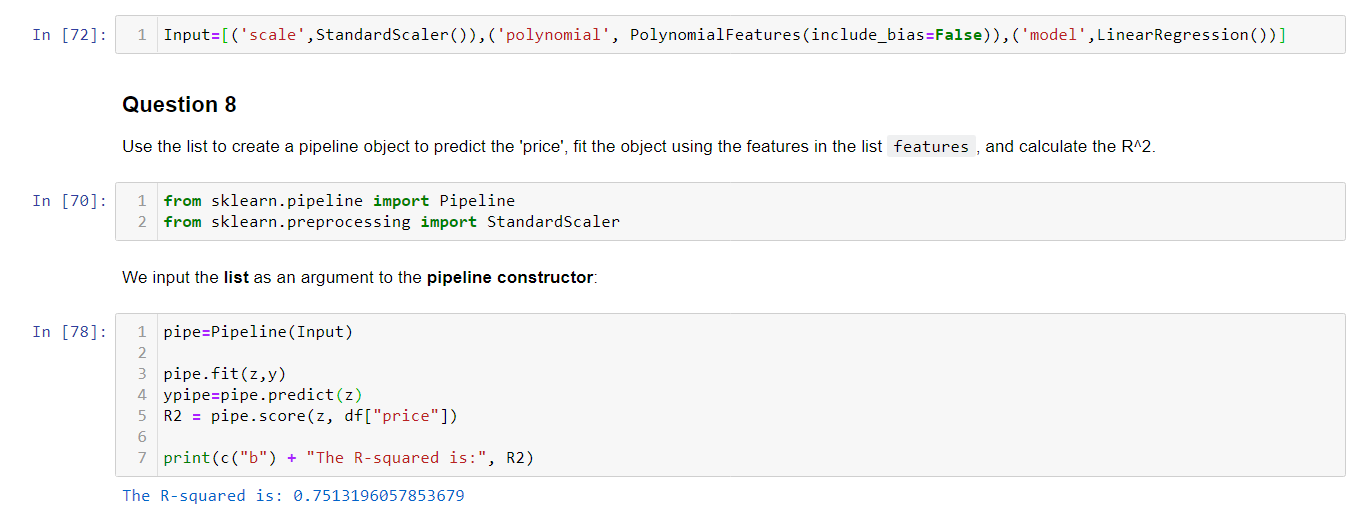 In [72]: 1 Input=[('scale',StandardScaler()),('polynomial', PolynomialFeatures(include_bias=False)),('model',LinearRegression())]
Question 8
Use the list to create a pipeline object to predict the 'price', fit the object using the features in the list features , and calculate the R^2.
In [70]: 1 from sklearn.pipeline import Pipeline
2 from sklearn.preprocessing import StandardScaler
We input the list as an argument to the pipeline constructor:
In [78]: 1 pipe=Pipeline(Input)
2
3 pipe.fit(z,y)
4 ypipe=pipe.predict(z)
5 R2 = pipe.score(z, df["price"])
6
7 print(c("b") + "The R-squared is:", R2)
The R-squared is: 0.7513196057853679